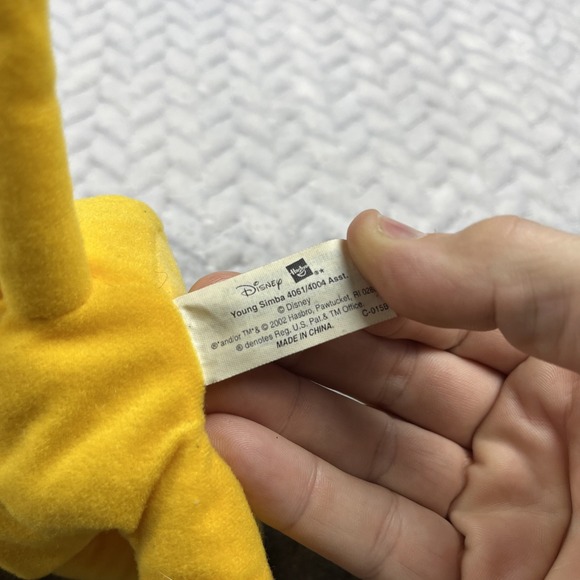 Disney Hasbro **
Young Simba 4061/4004 Asst.
© Disney
®*and/or TM*& © 2002 Hasbro, Pawtucket, RI
® denotes Reg. U.S. Pat.& TM Office. C-015B
MADE IN CHINA.